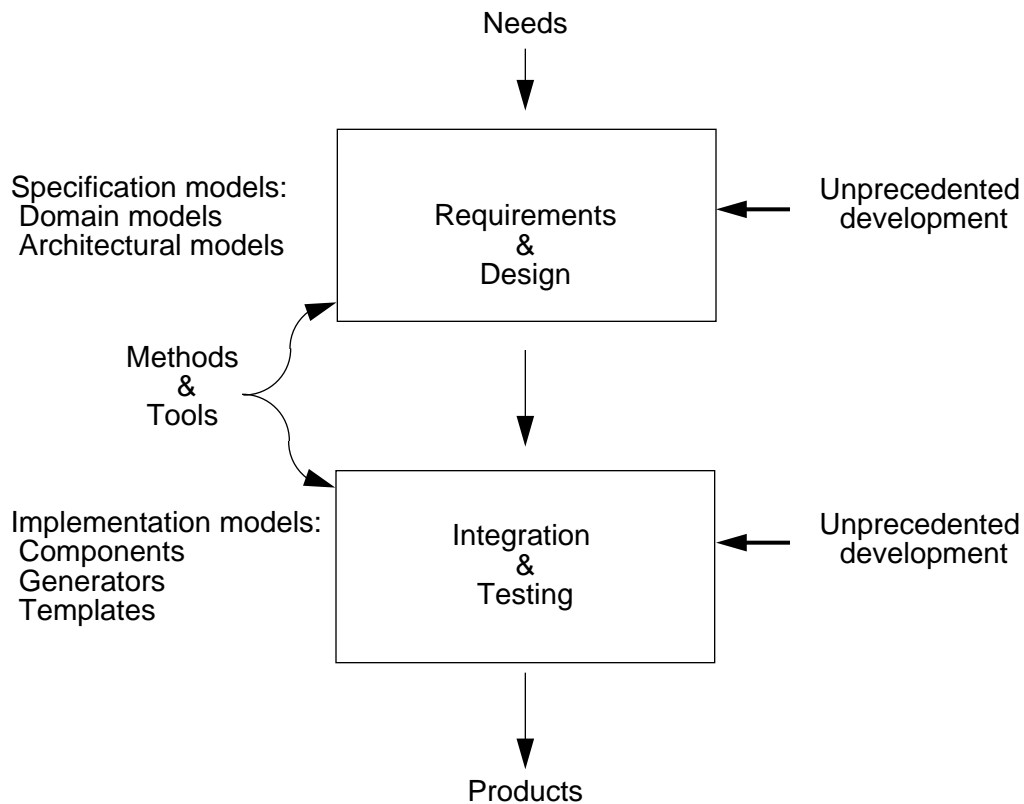 Needs
Specification models:
Domain models
Architectural models
Requirements
&
Design
Unprecedented
development
Methods
&
Tools
Implementation models:
Components
Generators
Templates
Integration
&
Testing
Unprecedented
development
Products